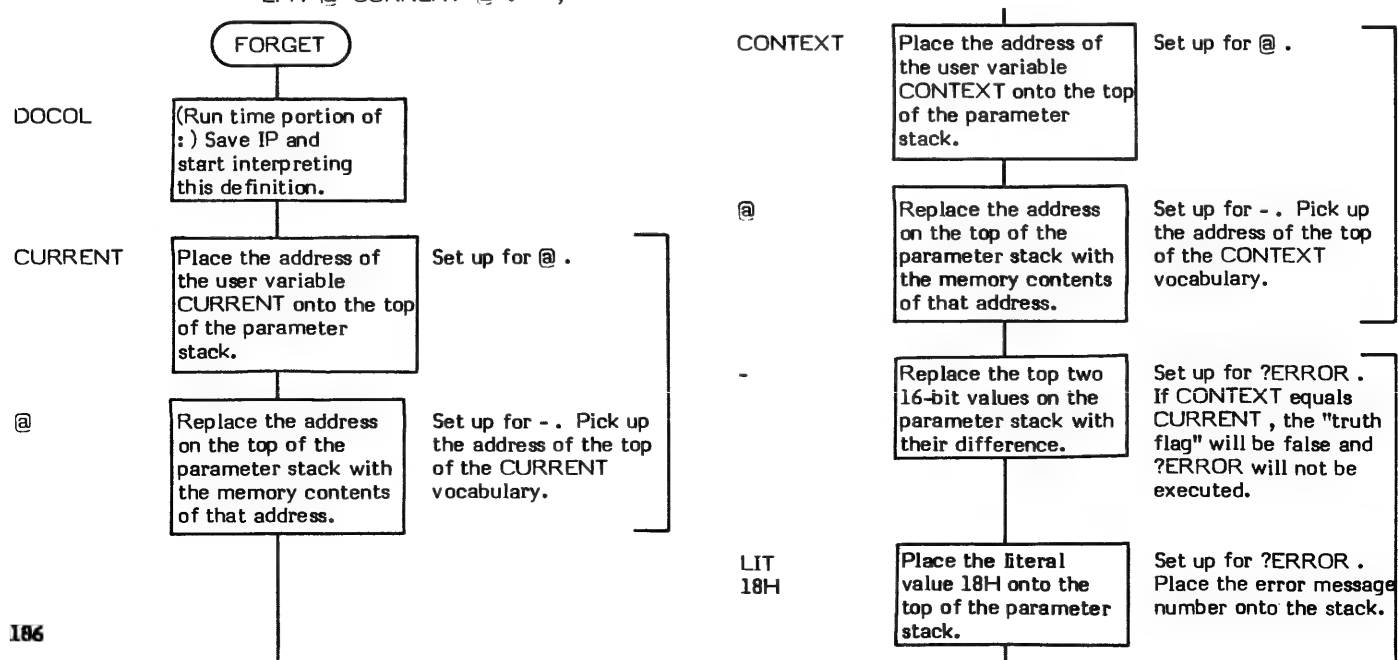 FORGET
DOCOL
(Run time portion of
: ) Save IP and
start interpreting
this definition.
CURRENT
Place the address of
the user variable
CURRENT onto the top
of the parameter
stack.
Set up for @ .
@
Replace the address
on the top of the
parameter stack with
the memory contents
of that address.
Set up for - . Pick up
the address of the top
of the CURRENT
vocabulary.
186
CONTEXT
Place the address of
the user variable
CONTEXT onto the top
of the parameter
stack.
Set up for @ .
@
Replace the address
on the top of the
parameter stack with
the memory contents
of that address.
Set up for - . Pick up
the address of the top
of the CONTEXT
vocabulary.
-
Replace the top two
16-bit values on the
parameter stack with
their difference.
Set up for ?ERROR .
If CONTEXT equals
CURRENT , the "truth
flag" will be false and
?ERROR will not be
executed.
LIT
18H
Place the literal
value 18H onto the
top of the parameter
stack.
Set up for ?ERROR .
Place the error message
number onto the stack.